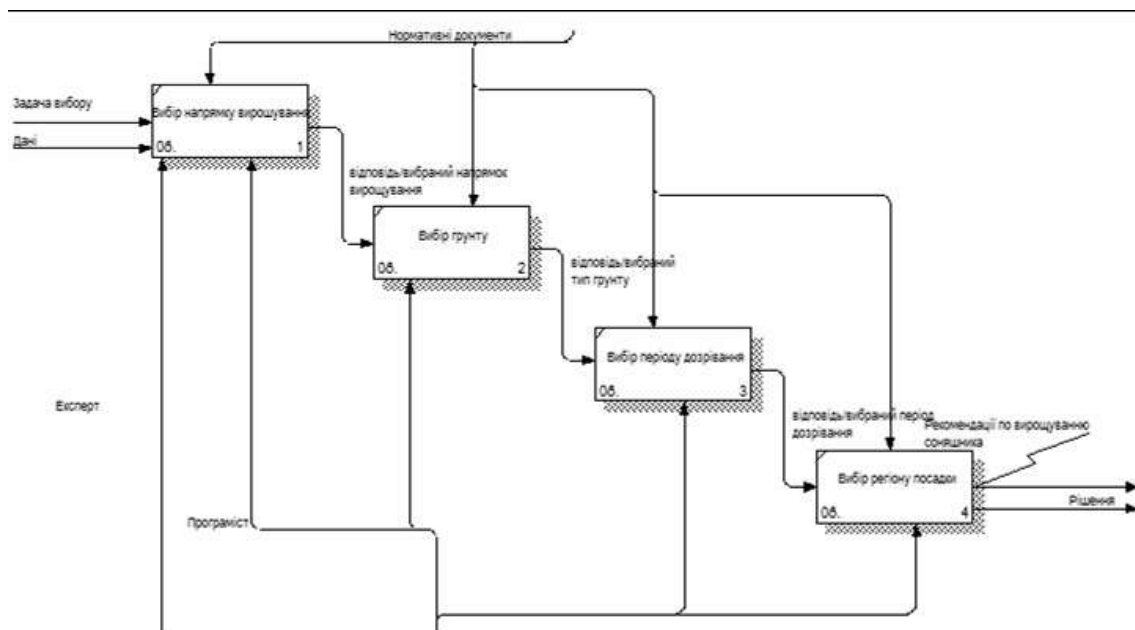 Нормативні документи
Задача вибору
Дані
Вибір напрямку вирощування
0б.
1
відповідь/вибраний напрямок
вирощування
Вибір грунту
0б.
2
відповідь/вибраний
тип грунту
Вибір періоду дозрівання
0б.
3
Експерт
відповідь/вибраний період
дозрівання
Рекомендації по вирощуванню
соняшника
Вибір регіону посадки
0б.
4
Рішення
Програміст